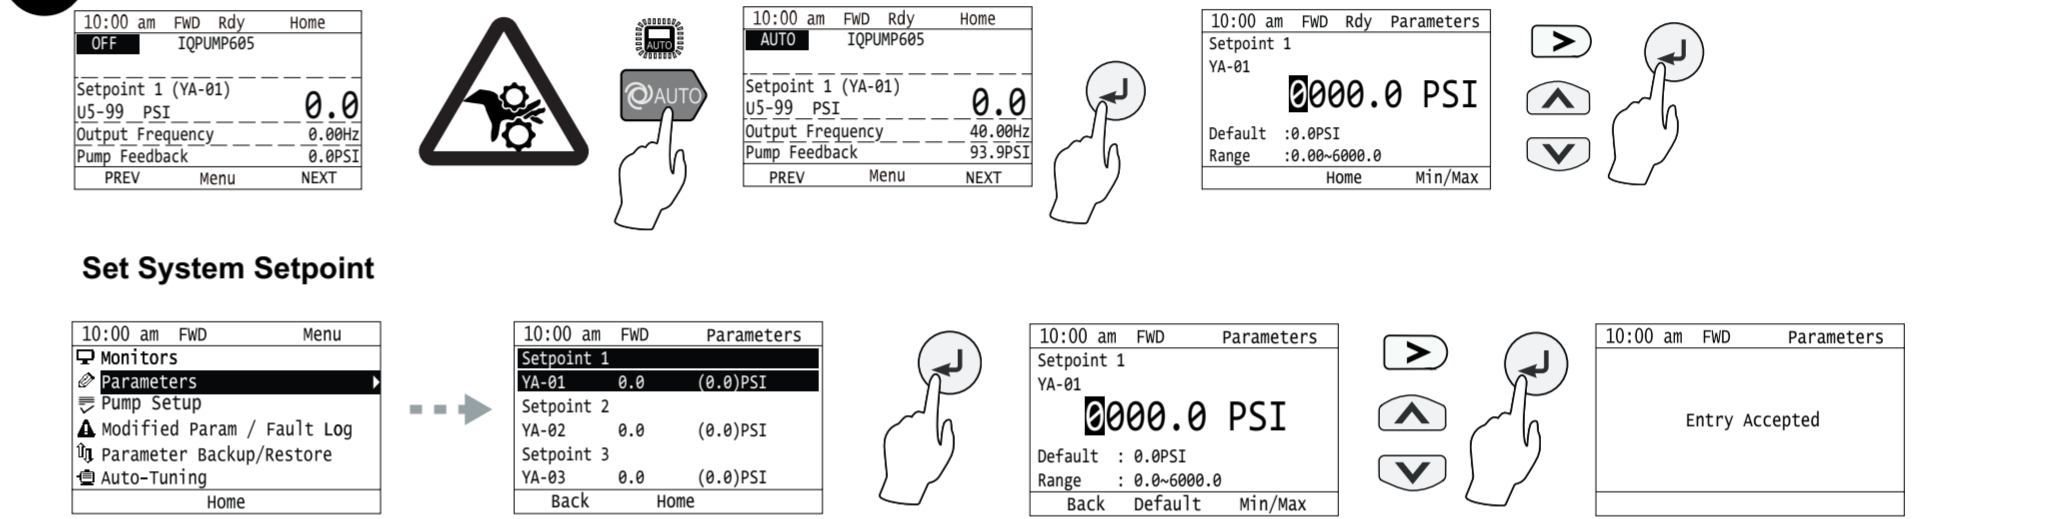 10:00 am FWD Rdy Home
OFF IQPUMP605
Setpoint 1 (YA-01)
U5-99 PSI 0.0
Output Frequency 0.00Hz
Pump Feedback 0.0PSI
PREV Menu NEXT
AUTO
AUTO
10:00 am FWD Rdy Home
AUTO IQPUMP605
Setpoint 1 (YA-01)
U5-99 PSI 0.0
Output Frequency 40.00Hz
Pump Feedback 93.9PSI
PREV Menu NEXT
10:00 am FWD Rdy Parameters
Setpoint 1
YA-01
0000.0 PSI
Default :0.0PSI
Range :0.00~6000.0
Home Min/Max
Set System Setpoint
10:00 am FWD Menu
Monitors
Parameters
Pump Setup
Modified Param / Fault Log
Parameter Backup/Restore
Auto-Tuning
Home
10:00 am FWD Parameters
Setpoint 1
YA-01 0.0 (0.0)PSI
Setpoint 2
YA-02 0.0 (0.0)PSI
Setpoint 3
YA-03 0.0 (0.0)PSI
Back Home
10:00 am FWD Parameters
Setpoint 1
YA-01
0000.0 PSI
Default : 0.0PSI
Range : 0.0~6000.0
Back Default Min/Max
10:00 am FWD Parameters
Entry Accepted